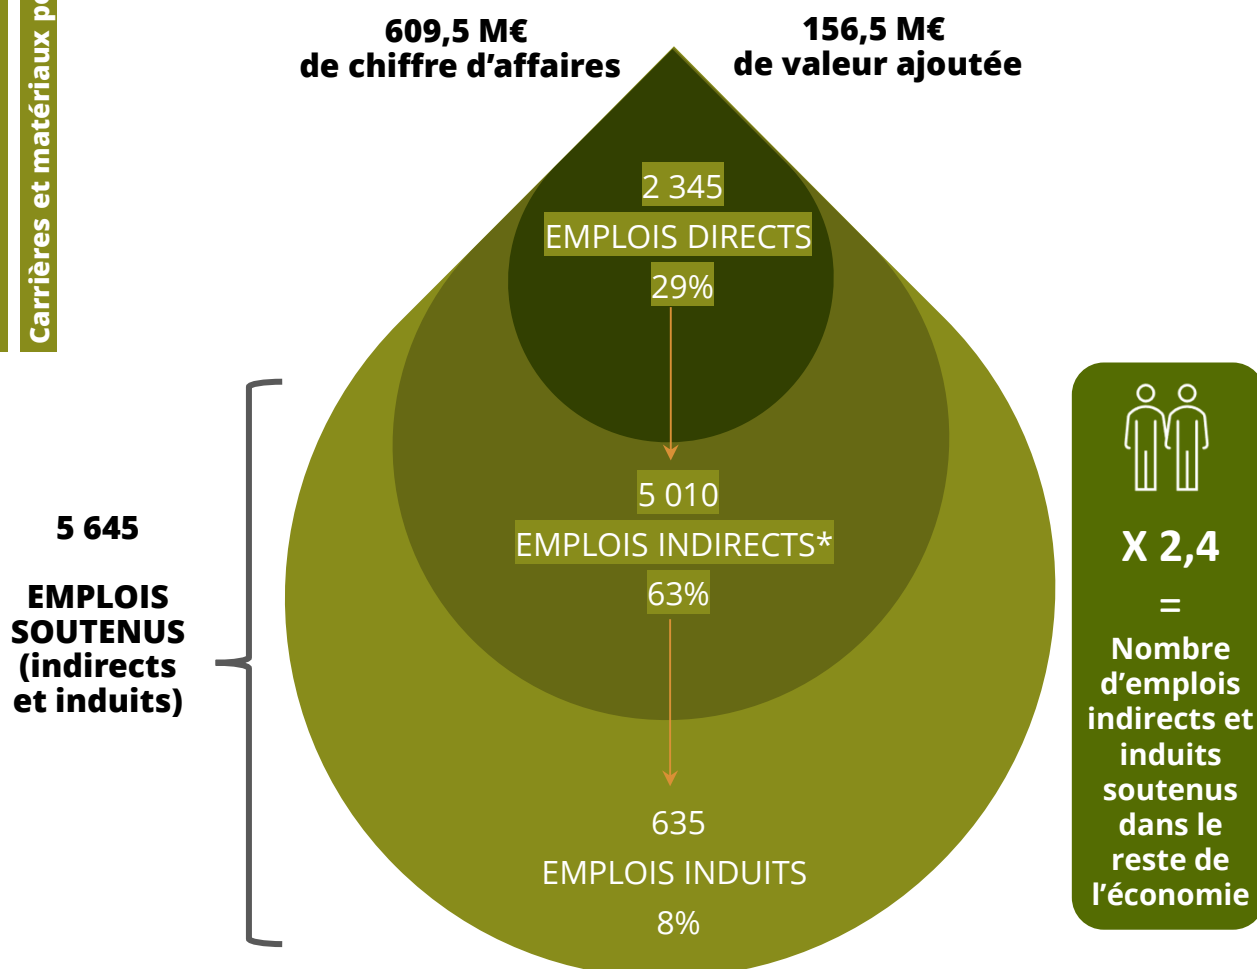 Carrières et matériaux
609,5 M€
de chiffre d’affaires
156,5 M€
de valeur ajoutée
2 345
EMPLOIS DIRECTS
29%
5 010
EMPLOIS INDIRECTS*
63%
635
EMPLOIS INDUITS
8%
5 645
EMPLOIS
SOUTENUS
(indirects
et induits)
X 2,4
=
Nombre
d’emplois
indirects et
induits
soutenus
dans le
reste de
l’économie